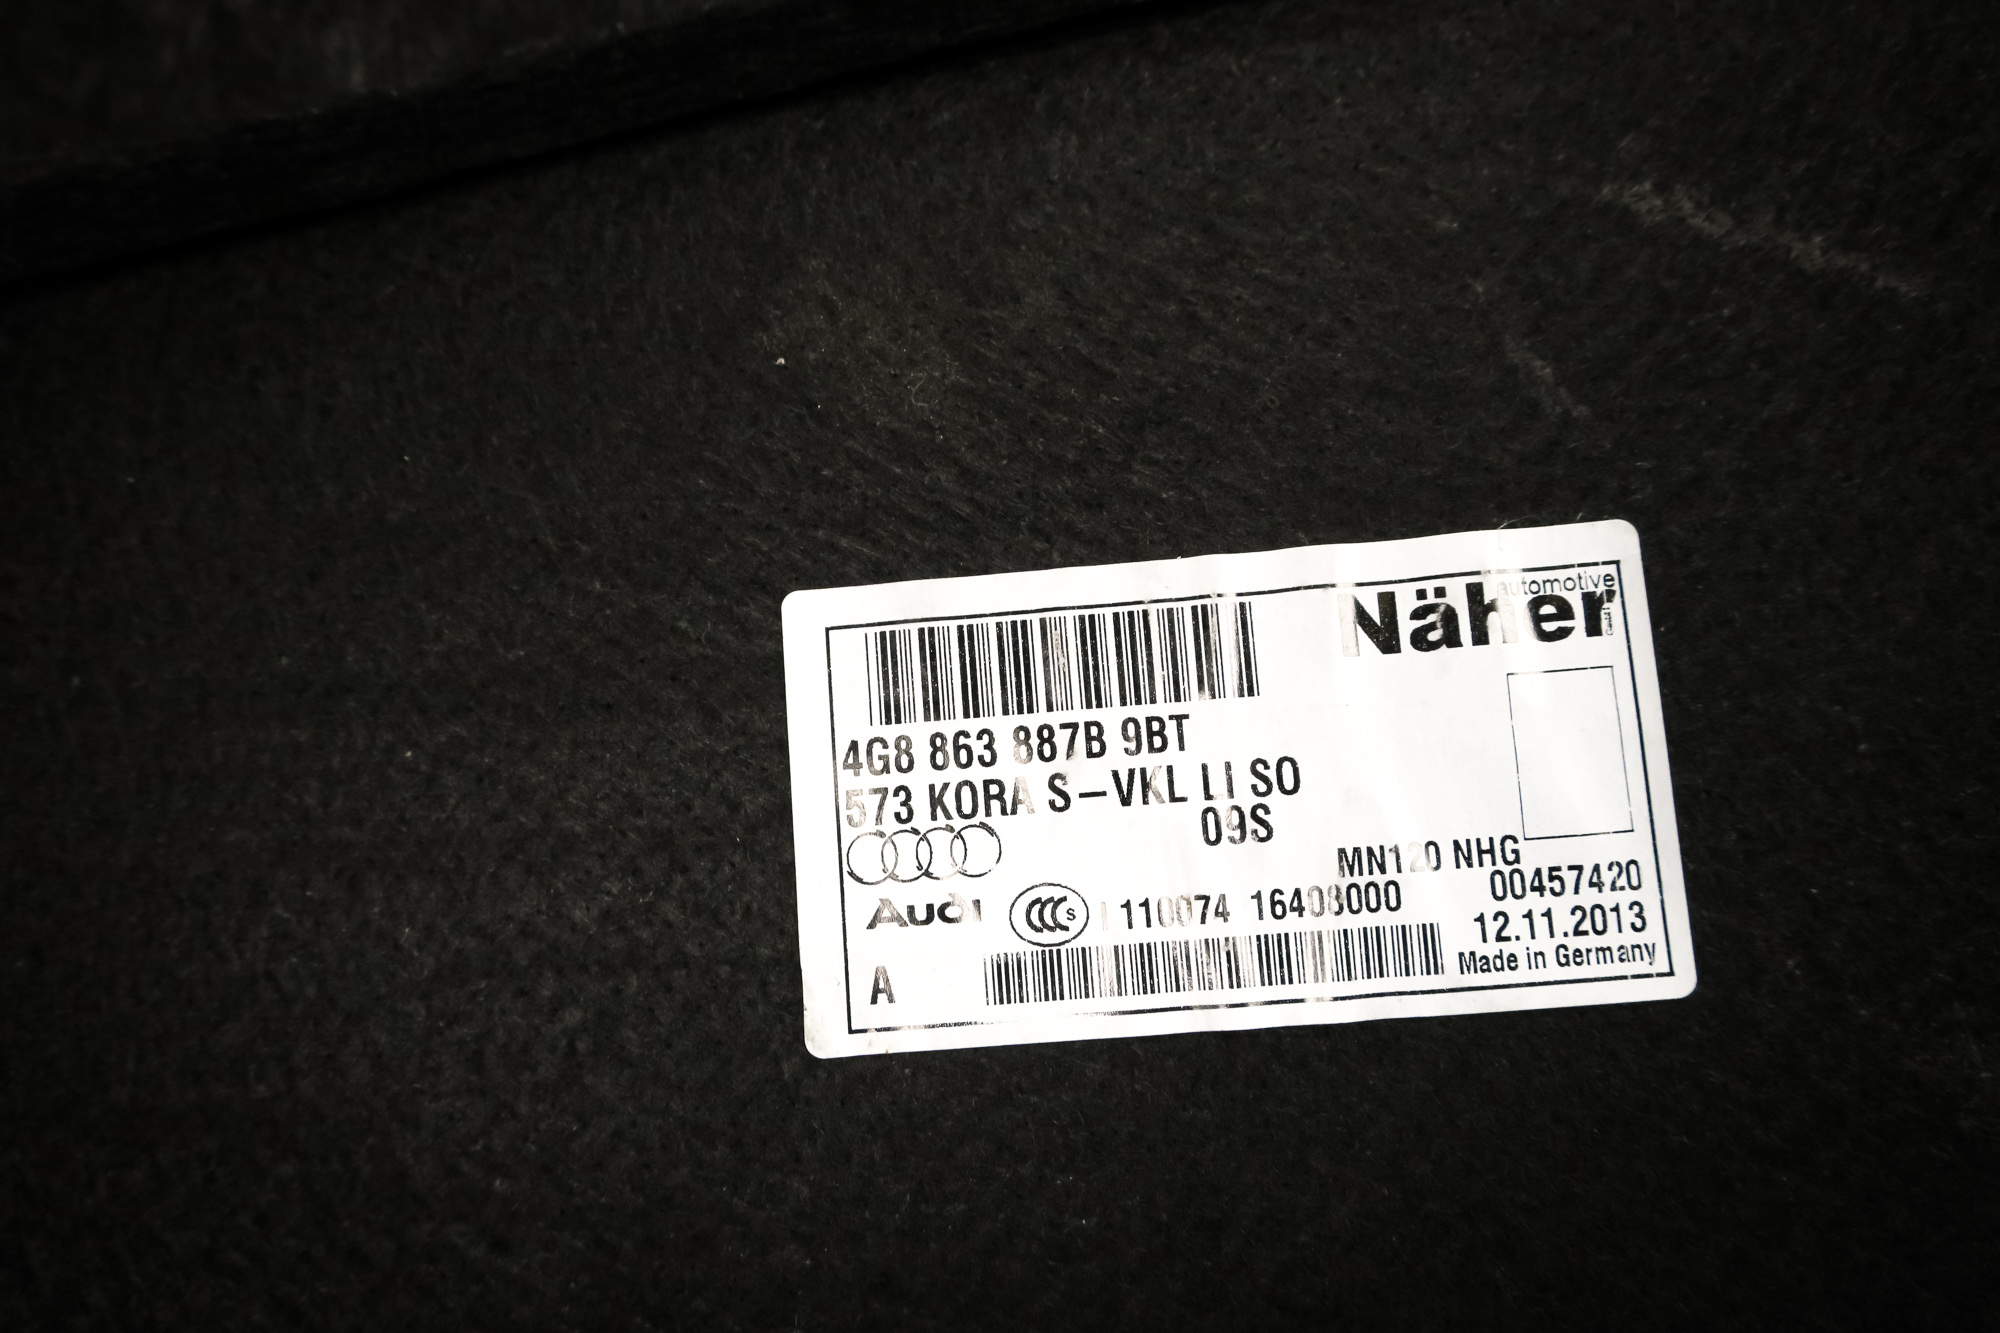 automotive
Näher
4G8 863 887B 9BT
573 KORA S-VKL LI SO
09S
MN120 NHG
00457420
Audi CCC S 110074 16408000
12.11.2013
A
Made in Germany